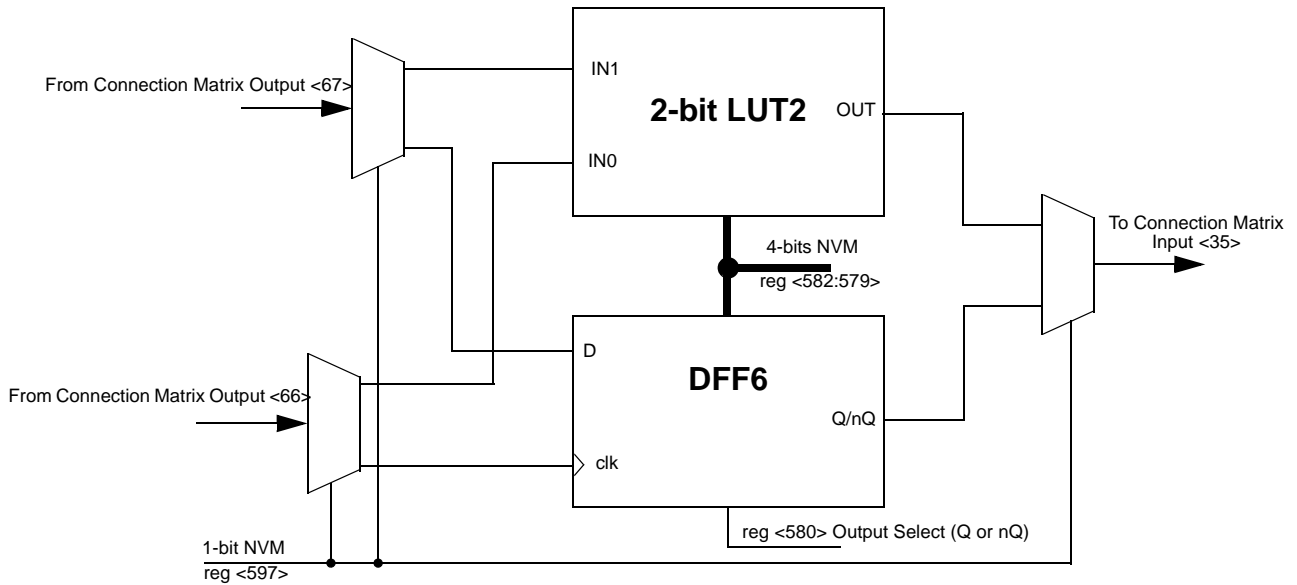 From Connection Matrix Output <67>
IN1
2-bit LUT2
OUT
IN0
To Connection Matrix
Input <35>
4-bits NVM
reg <582:579>
D
DFF6
From Connection Matrix Output <66>
Q/nQ
clk
reg <580> Output Select (Q or nQ)
1-bit NVM
reg <597>